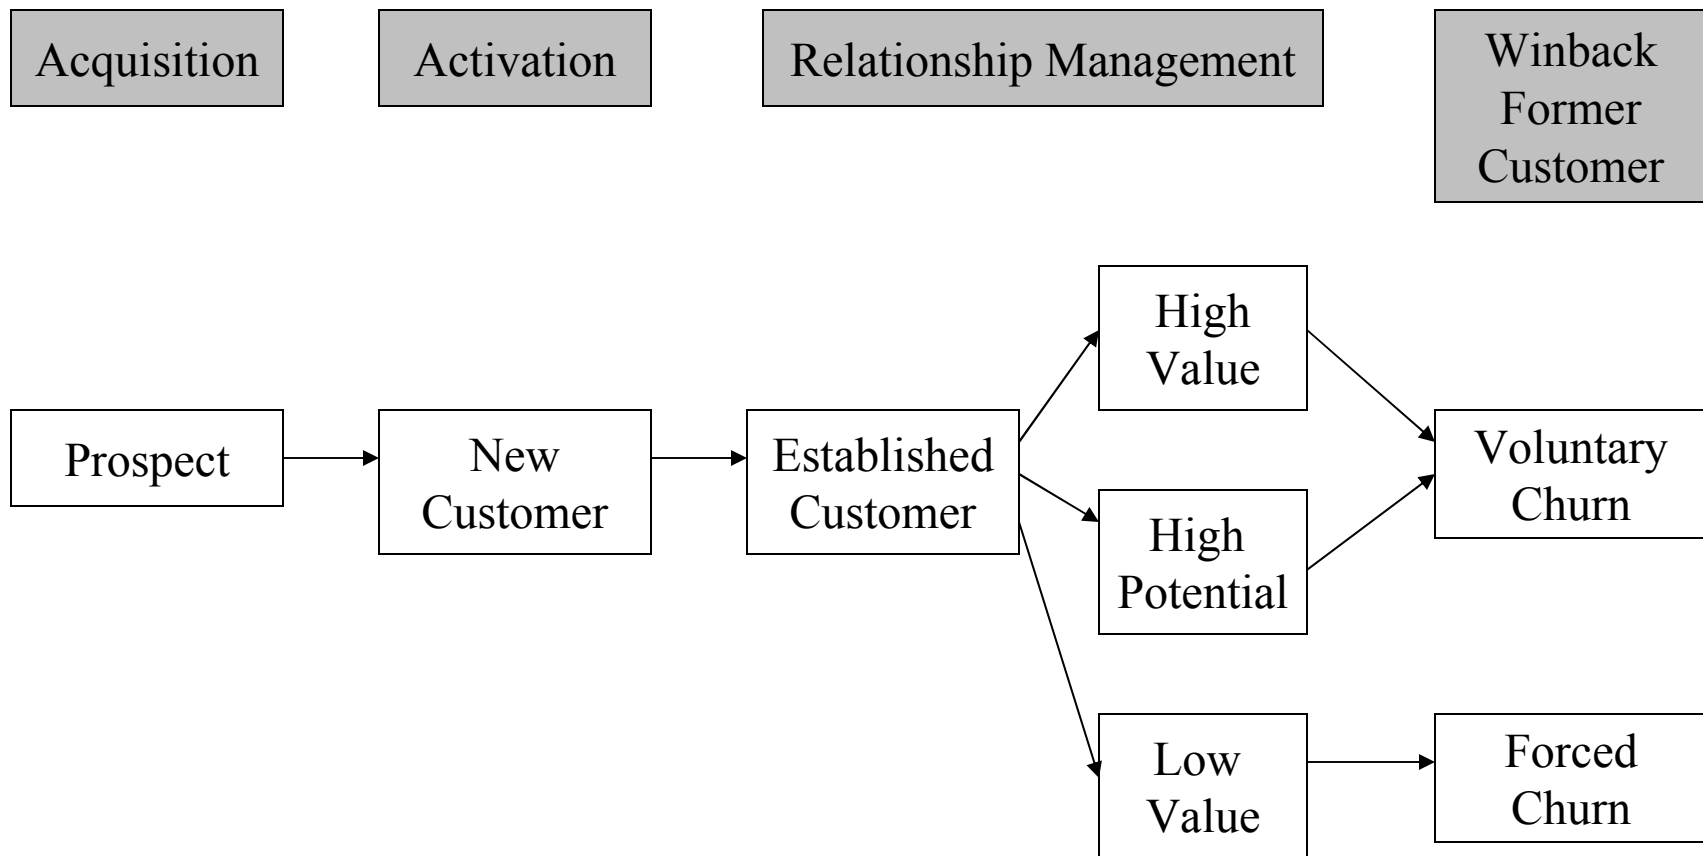 Acquisition
Activation
Relationship Management
Winback
Former
Customer
Prospect
New
Customer
Established
Customer
High
Value
High
Potential
Low
Value
Voluntary
Churn
Forced
Churn